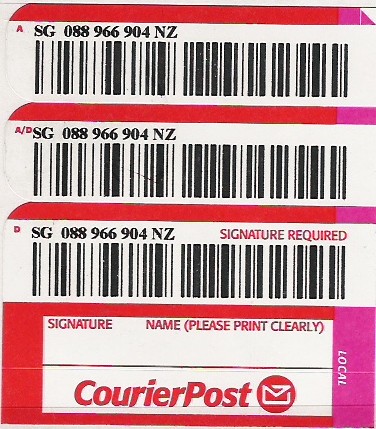 A SG 088 966 904 NZ
A/D SG 088 966 904 NZ
D SG 088 966 904 NZ SIGNATURE REQUIRED
SIGNATURE NAME (PLEASE PRINT CLEARLY)
LOCAL
CourierPost